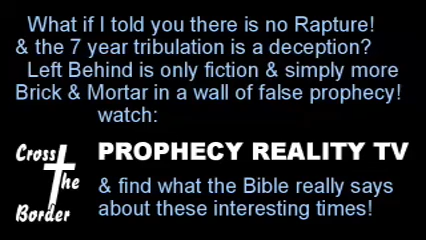 What if I told you there is no Rapture!
& the 7 year tribulation is a deception?
Left Behind is only fiction & simply more
Brick & Mortar in a wall of false prophecy!
watch:
Cross
the
Border
PROPHECY REALITY TV
& find what the Bible really says
about these interesting times!